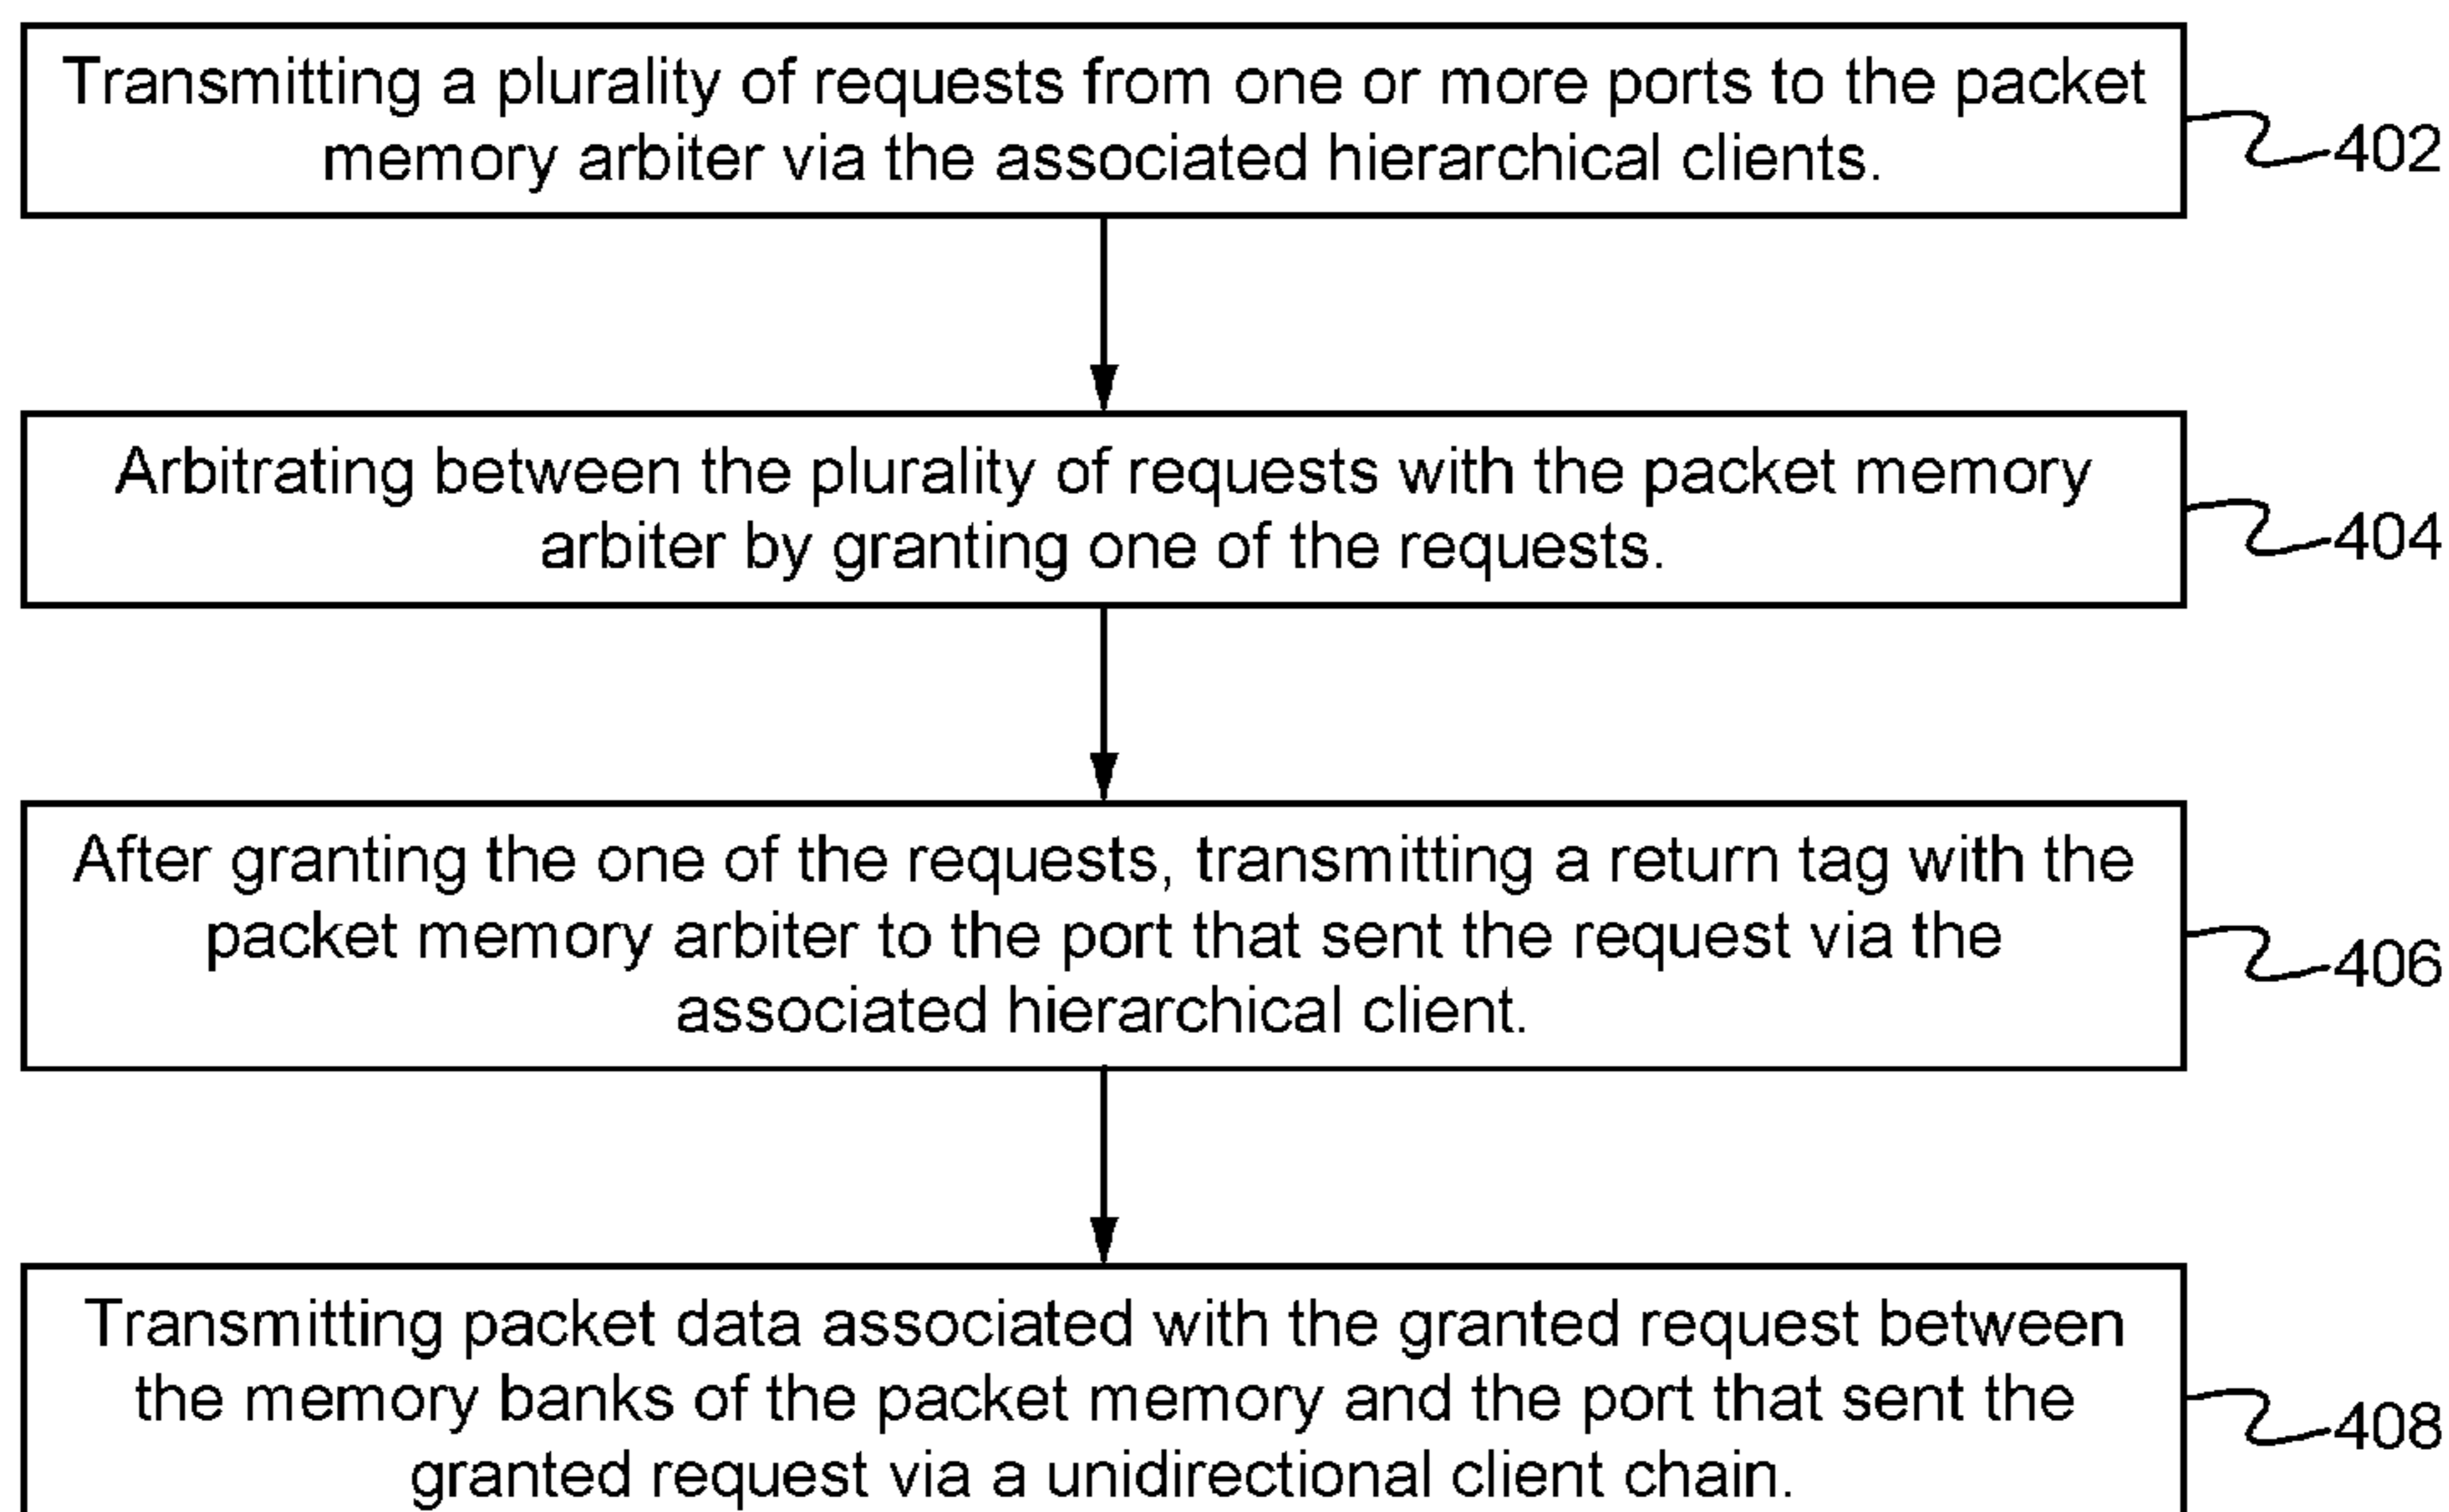 Transmitting a plurality of requests from one or more ports to the packet
memory arbiter via the associated hierarchical clients.
402
Arbitrating between the plurality of requests with the packet memory
arbiter by granting one of the requests.
404
After granting the one of the requests, transmitting a return tag with the
packet memory arbiter to the port that sent the request via the
associated hierarchical client.
406
Transmitting packet data associated with the granted request between
the memory banks of the packet memory and the port that sent the
granted request via a unidirectional client chain.
408